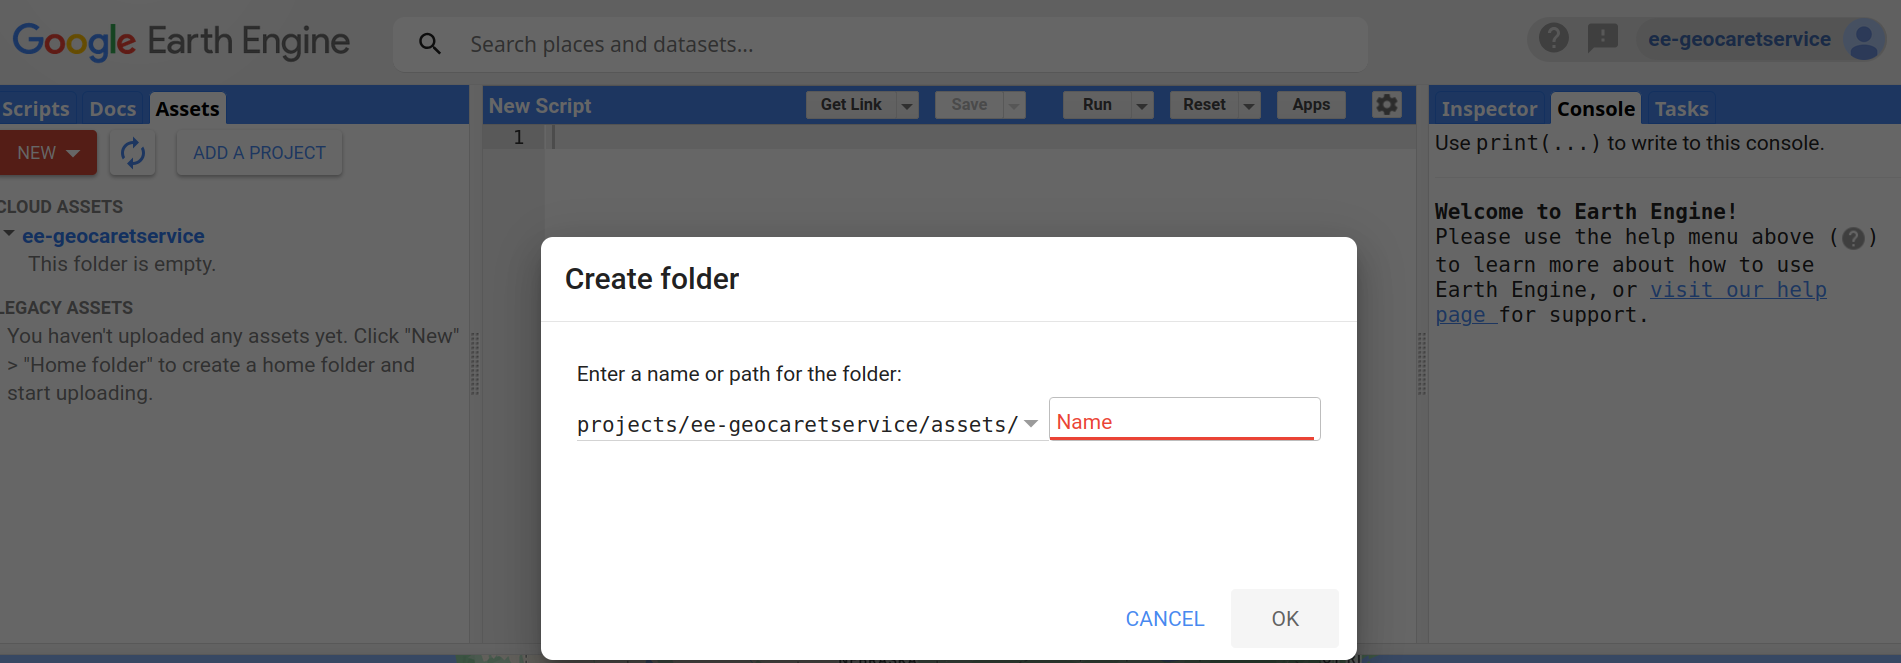 Google Earth Engine
Search places and datasets...
ee-geocaretservice
Scripts Docs Assets
New Script
Get Link Save Run Reset Apps
Inspector Console Tasks
NEW ADD A PROJECT
1
Use print(...) to write to this console.
CLOUD ASSETS
ee-geocaretservice
This folder is empty.
LEGACY ASSETS
You haven't uploaded any assets yet. Click "New"
> "Home folder" to create a home folder and
start uploading.
Welcome to Earth Engine!
Please use the help menu above (?)
to learn more about how to use
Earth Engine, or visit our help
page for support.
Create folder
Enter a name or path for the folder:
projects/ee-geocaretservice/assets/ Name
CANCEL OK